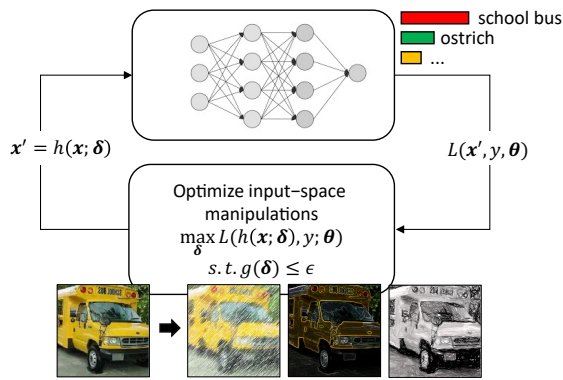 school bus
ostrich
...
𝒙′ = ℎ(𝒙; 𝜹)
𝐿(𝒙′, 𝑦, 𝜽)
Optimize input−space
manipulations
max 𝐿(ℎ(𝒙; 𝜹), 𝑦; 𝜽)
𝜹
𝑠. 𝑡. 𝑔(𝜹) ≤ 𝜖